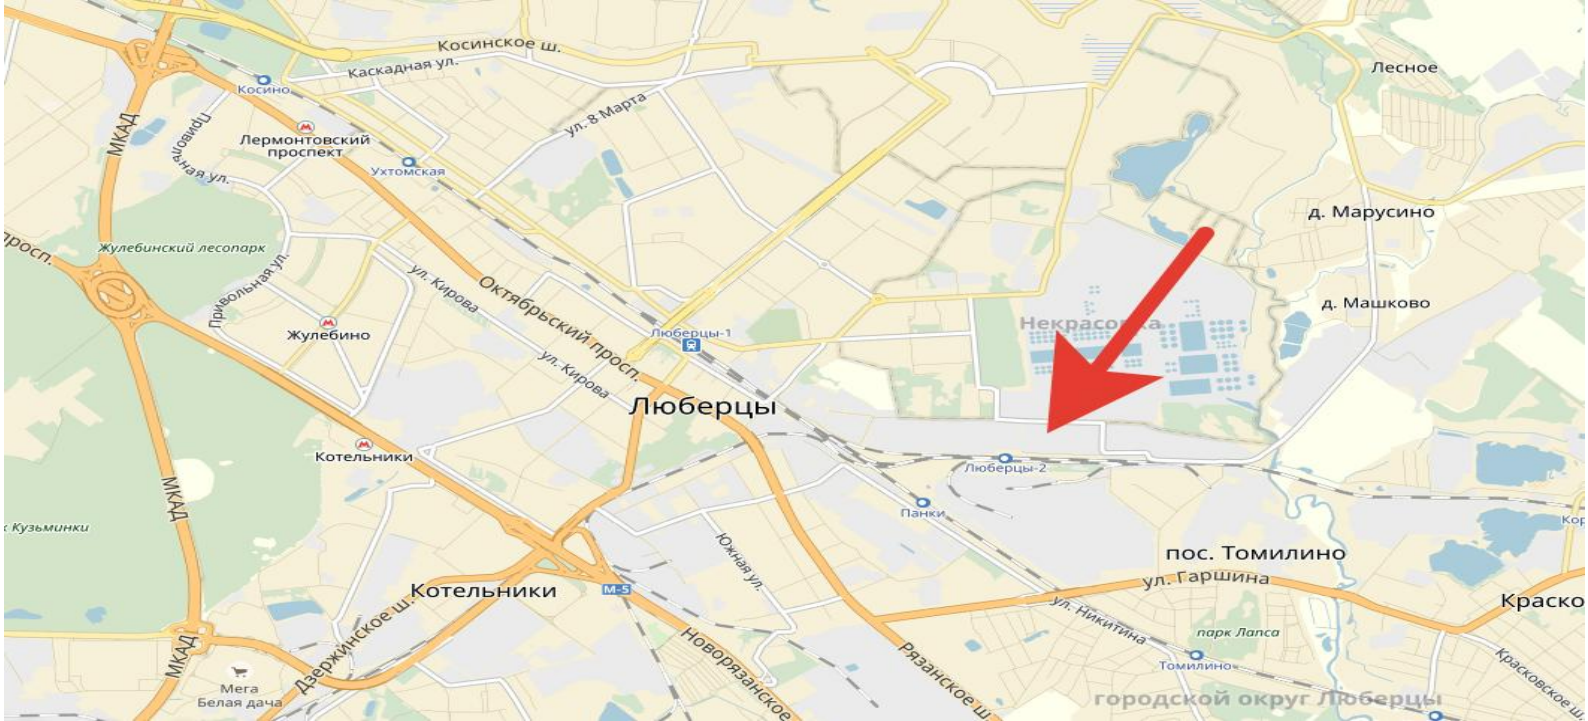 Косинское ш.
Каскадная ул.
Лесное
Косино
ул. 8 Марта
МКАД
Привольная ул.
Лермонтовский
проспект
Ухтомская
д. Марусино
просп.
Жулебинский лесопарк
ул. Кирова
Октябрьский просп.
Привольная ул.
д. Машково
Жулебино
Люберцы-1
ул. Кирова
Люберцы
Котельники
Люберцы-2
МКАД
Панки
Кузьминки
Южная ул.
пос. Томилино
ул. Гаршина
Котельники
М-5
ул. Никитина
Дзержинское ш.
Новорязанское
Рязанское ш.
парк Лапса
Томилино
Красковское ш.
МКАД
Мега
Белая дача
городской округ Люберцы